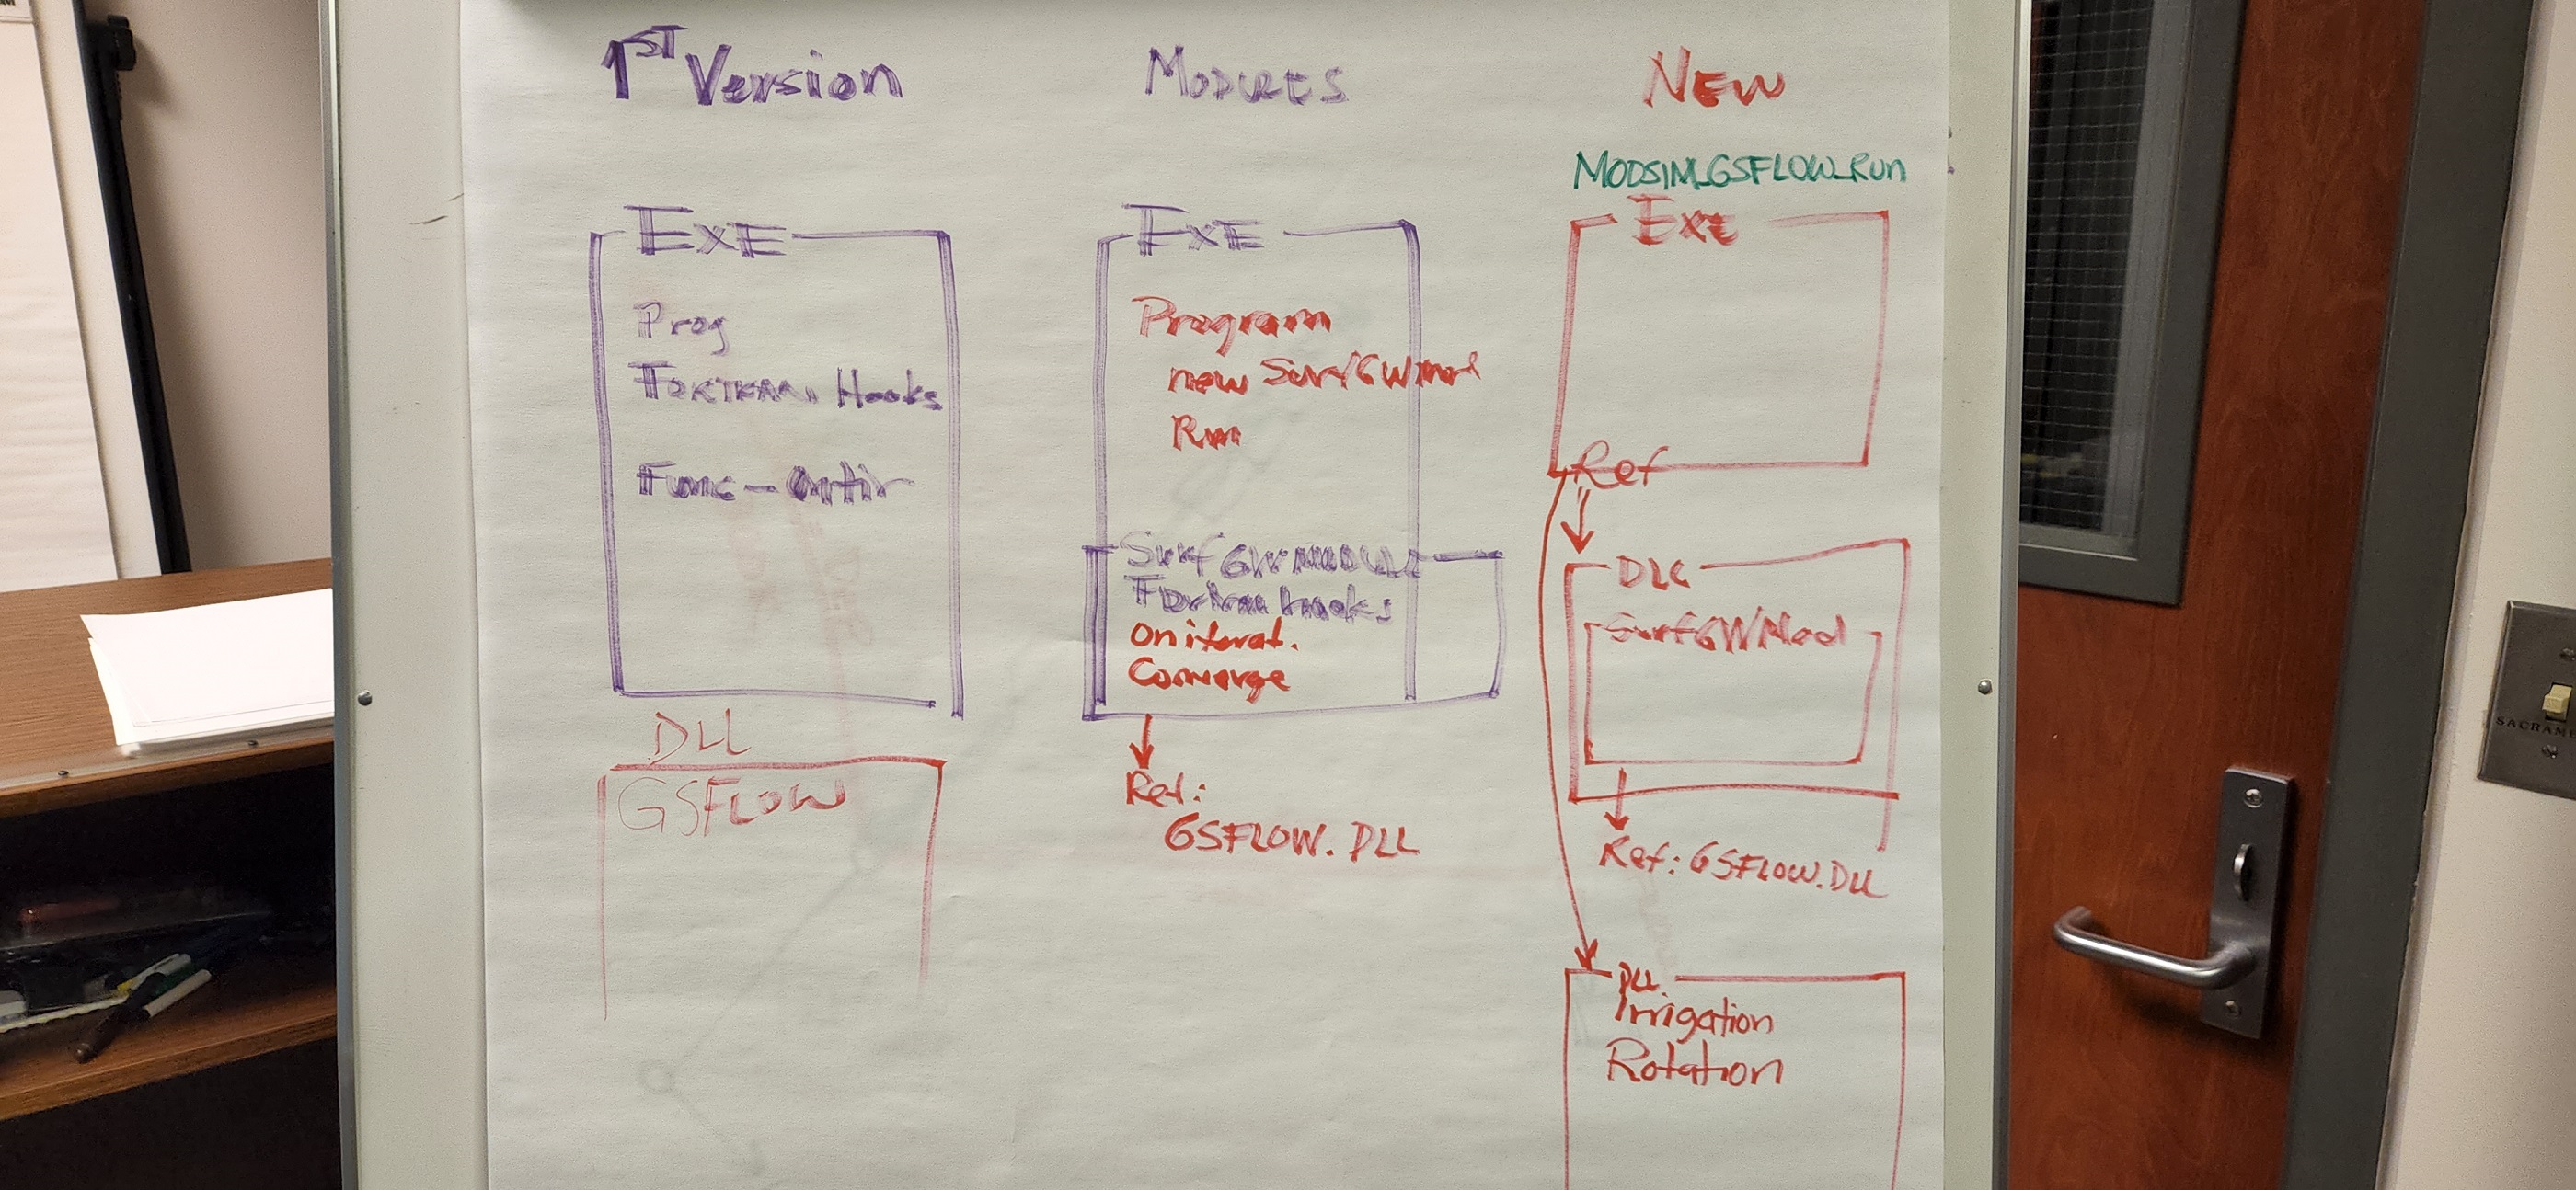 1ST Version
EXE
Prog
FORTRAN Hooks
Func -
DLL
GSFLOW
MODULES
EXE
Program
new Surf GW Mod
Run
Surf GW MODULE
Fortran hooks
On iterat.
Converge
Ref:
GSFLOW. DLL
NEW
MODSIM_GSFLOW_Run
Exe
Ref
DLL
Surf GW Mod
Ref: GSFLOW.DLL
DLL
Irrigation
Rotation
SACRAME